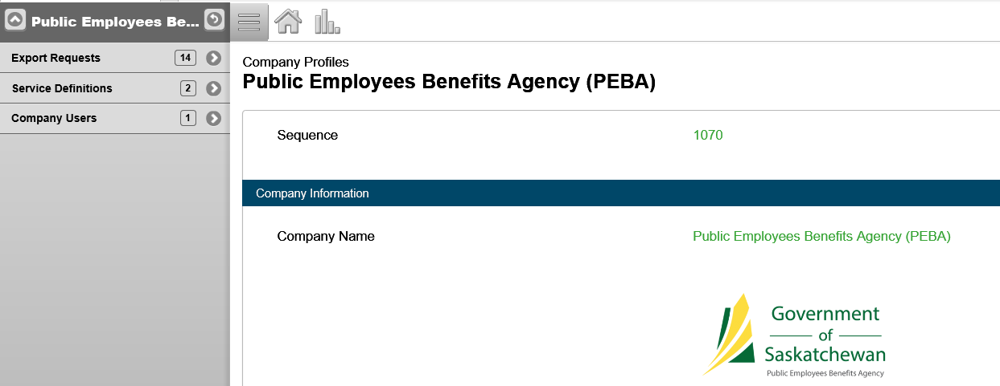 Public Employees Be...
Export Requests 14
Service Definitions 2
Company Users 1
Company Profiles
Public Employees Benefits Agency (PEBA)
Sequence 1070
Company Information
Company Name Public Employees Benefits Agency (PEBA)
Government
of
Saskatchewan
Public Employees Benefits Agency